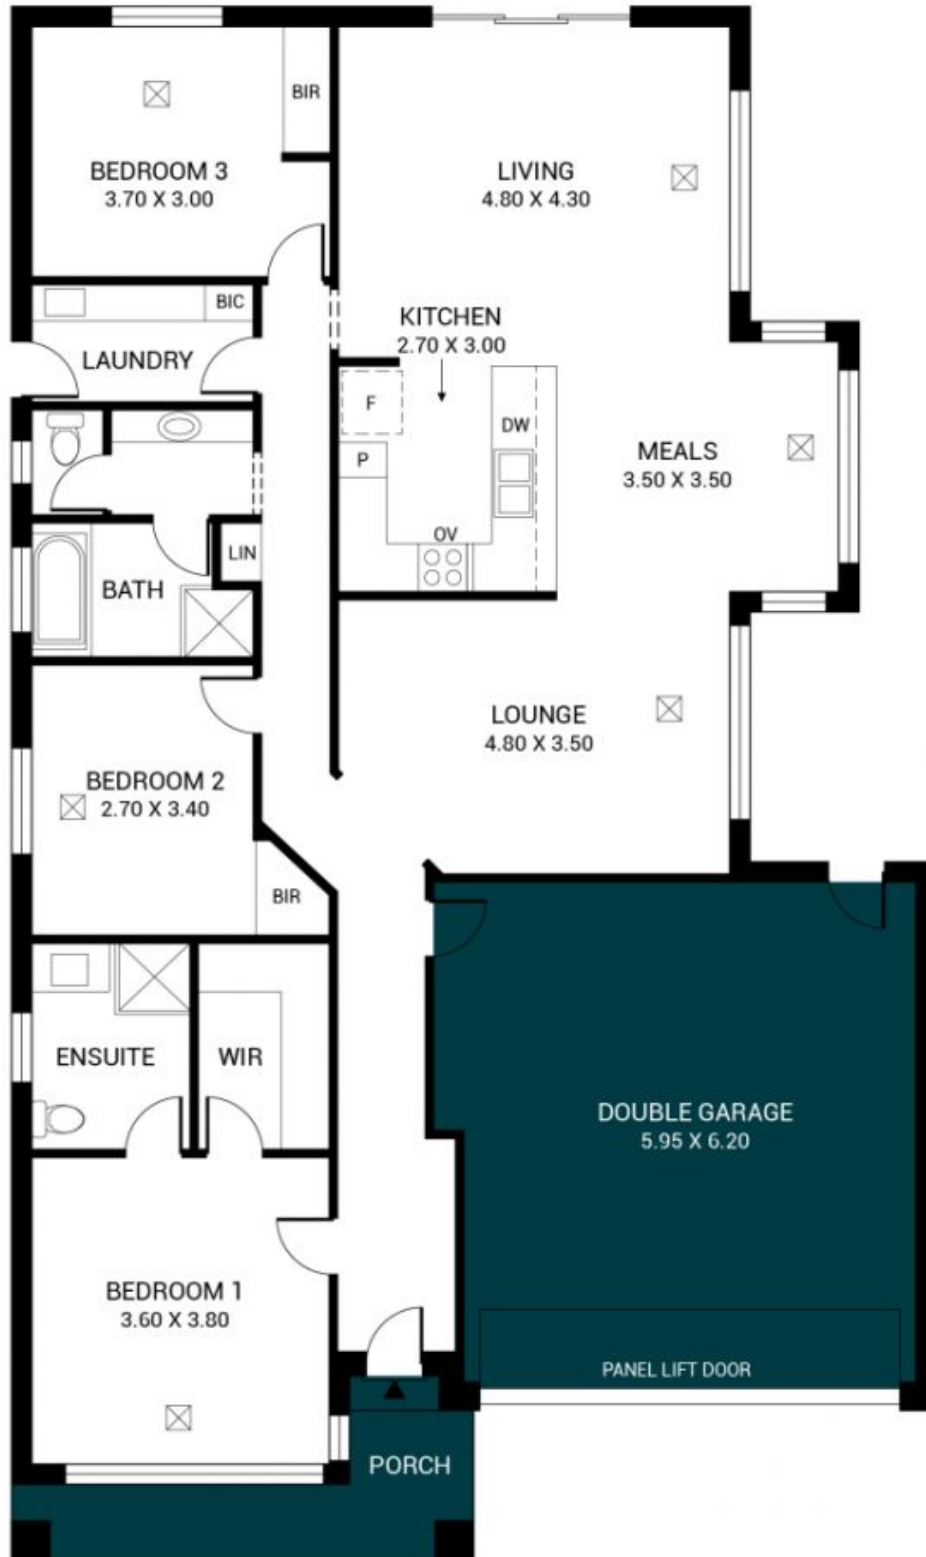 BIR
BEDROOM 3
3.70 X 3.00
LIVING
4.80 X 4.30
BIC
LAUNDRY
KITCHEN
2.70 X 3.00
F
P
DW
OV
MEALS
3.50 X 3.50
LIN
BATH
LOUNGE
4.80 X 3.50
BEDROOM 2
2.70 X 3.40
BIR
ENSUITE
WIR
DOUBLE GARAGE
5.95 X 6.20
BEDROOM 1
3.60 X 3.80
PANEL LIFT DOOR
PORCH